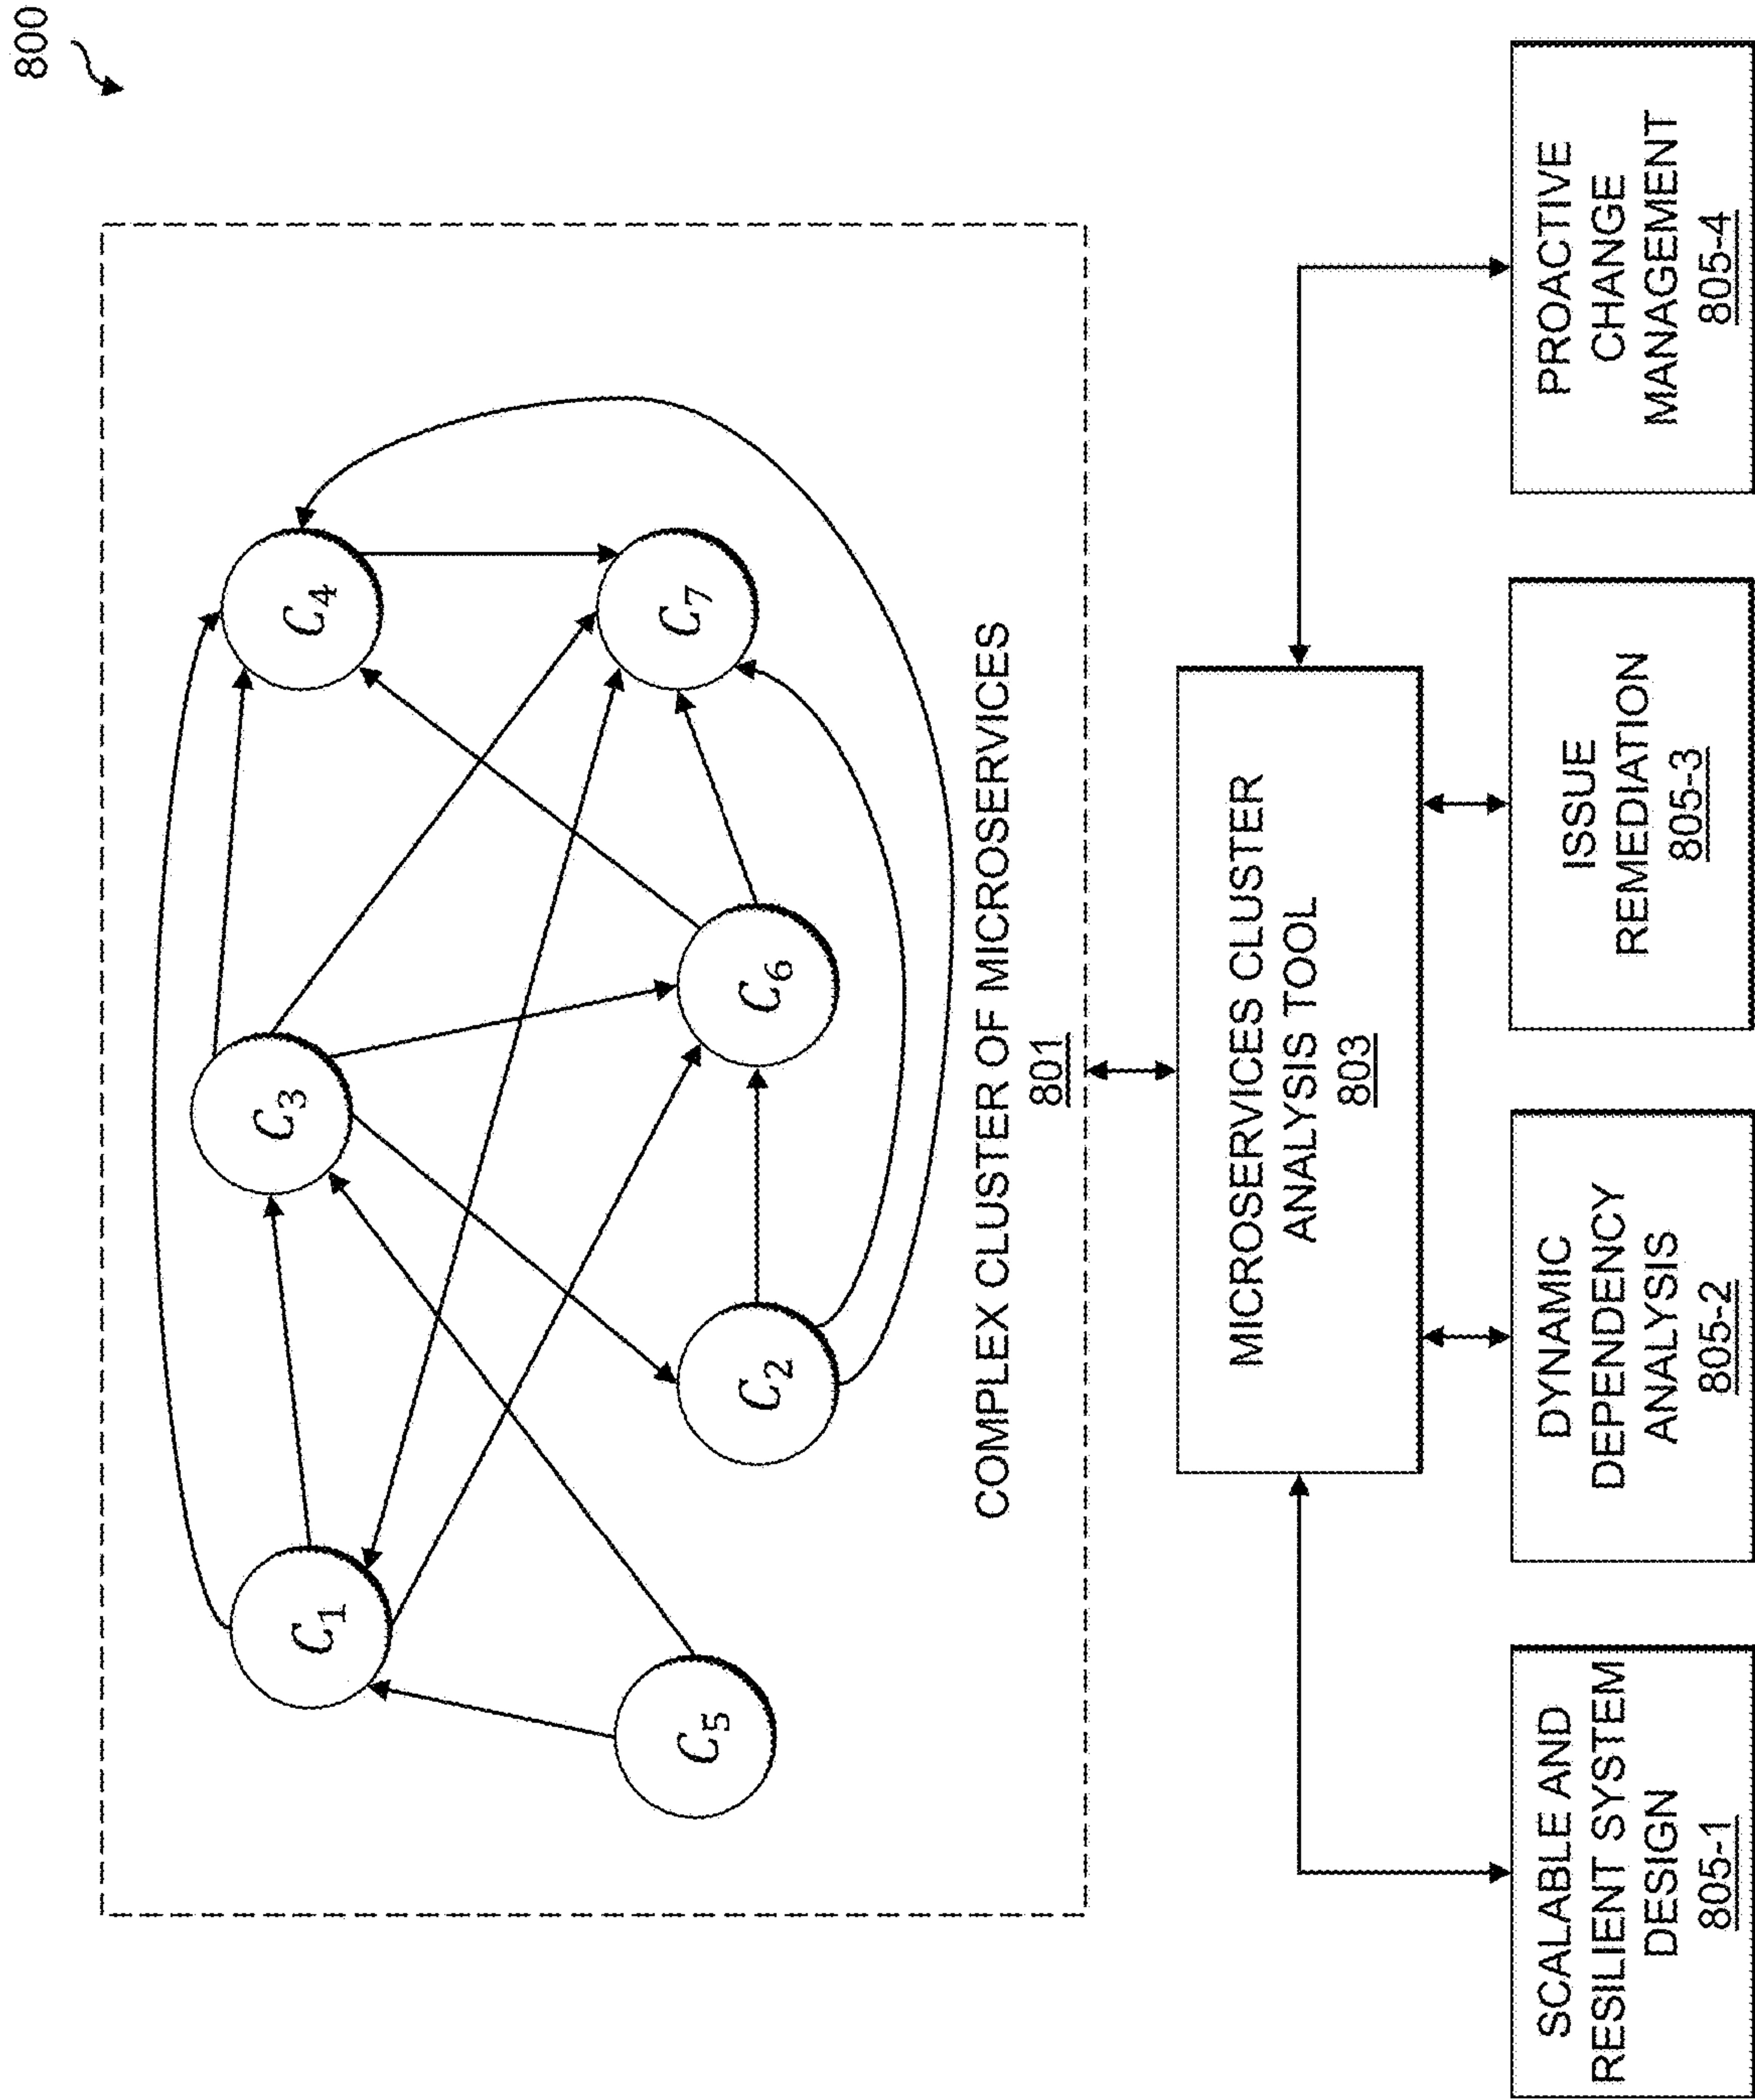 800
C4
C3
C1
C7
C6
C2
C5
COMPLEX CLUSTER OF MICROSERVICES
801
MICROSERVICES CLUSTER
ANALYSIS TOOL
803
SCALABLE AND
RESILIENT SYSTEM
DESIGN
805-1
DYNAMIC
DEPENDENCY
ANALYSIS
805-2
ISSUE
REMEDIATION
805-3
PROACTIVE
CHANGE
MANAGEMENT
805-4